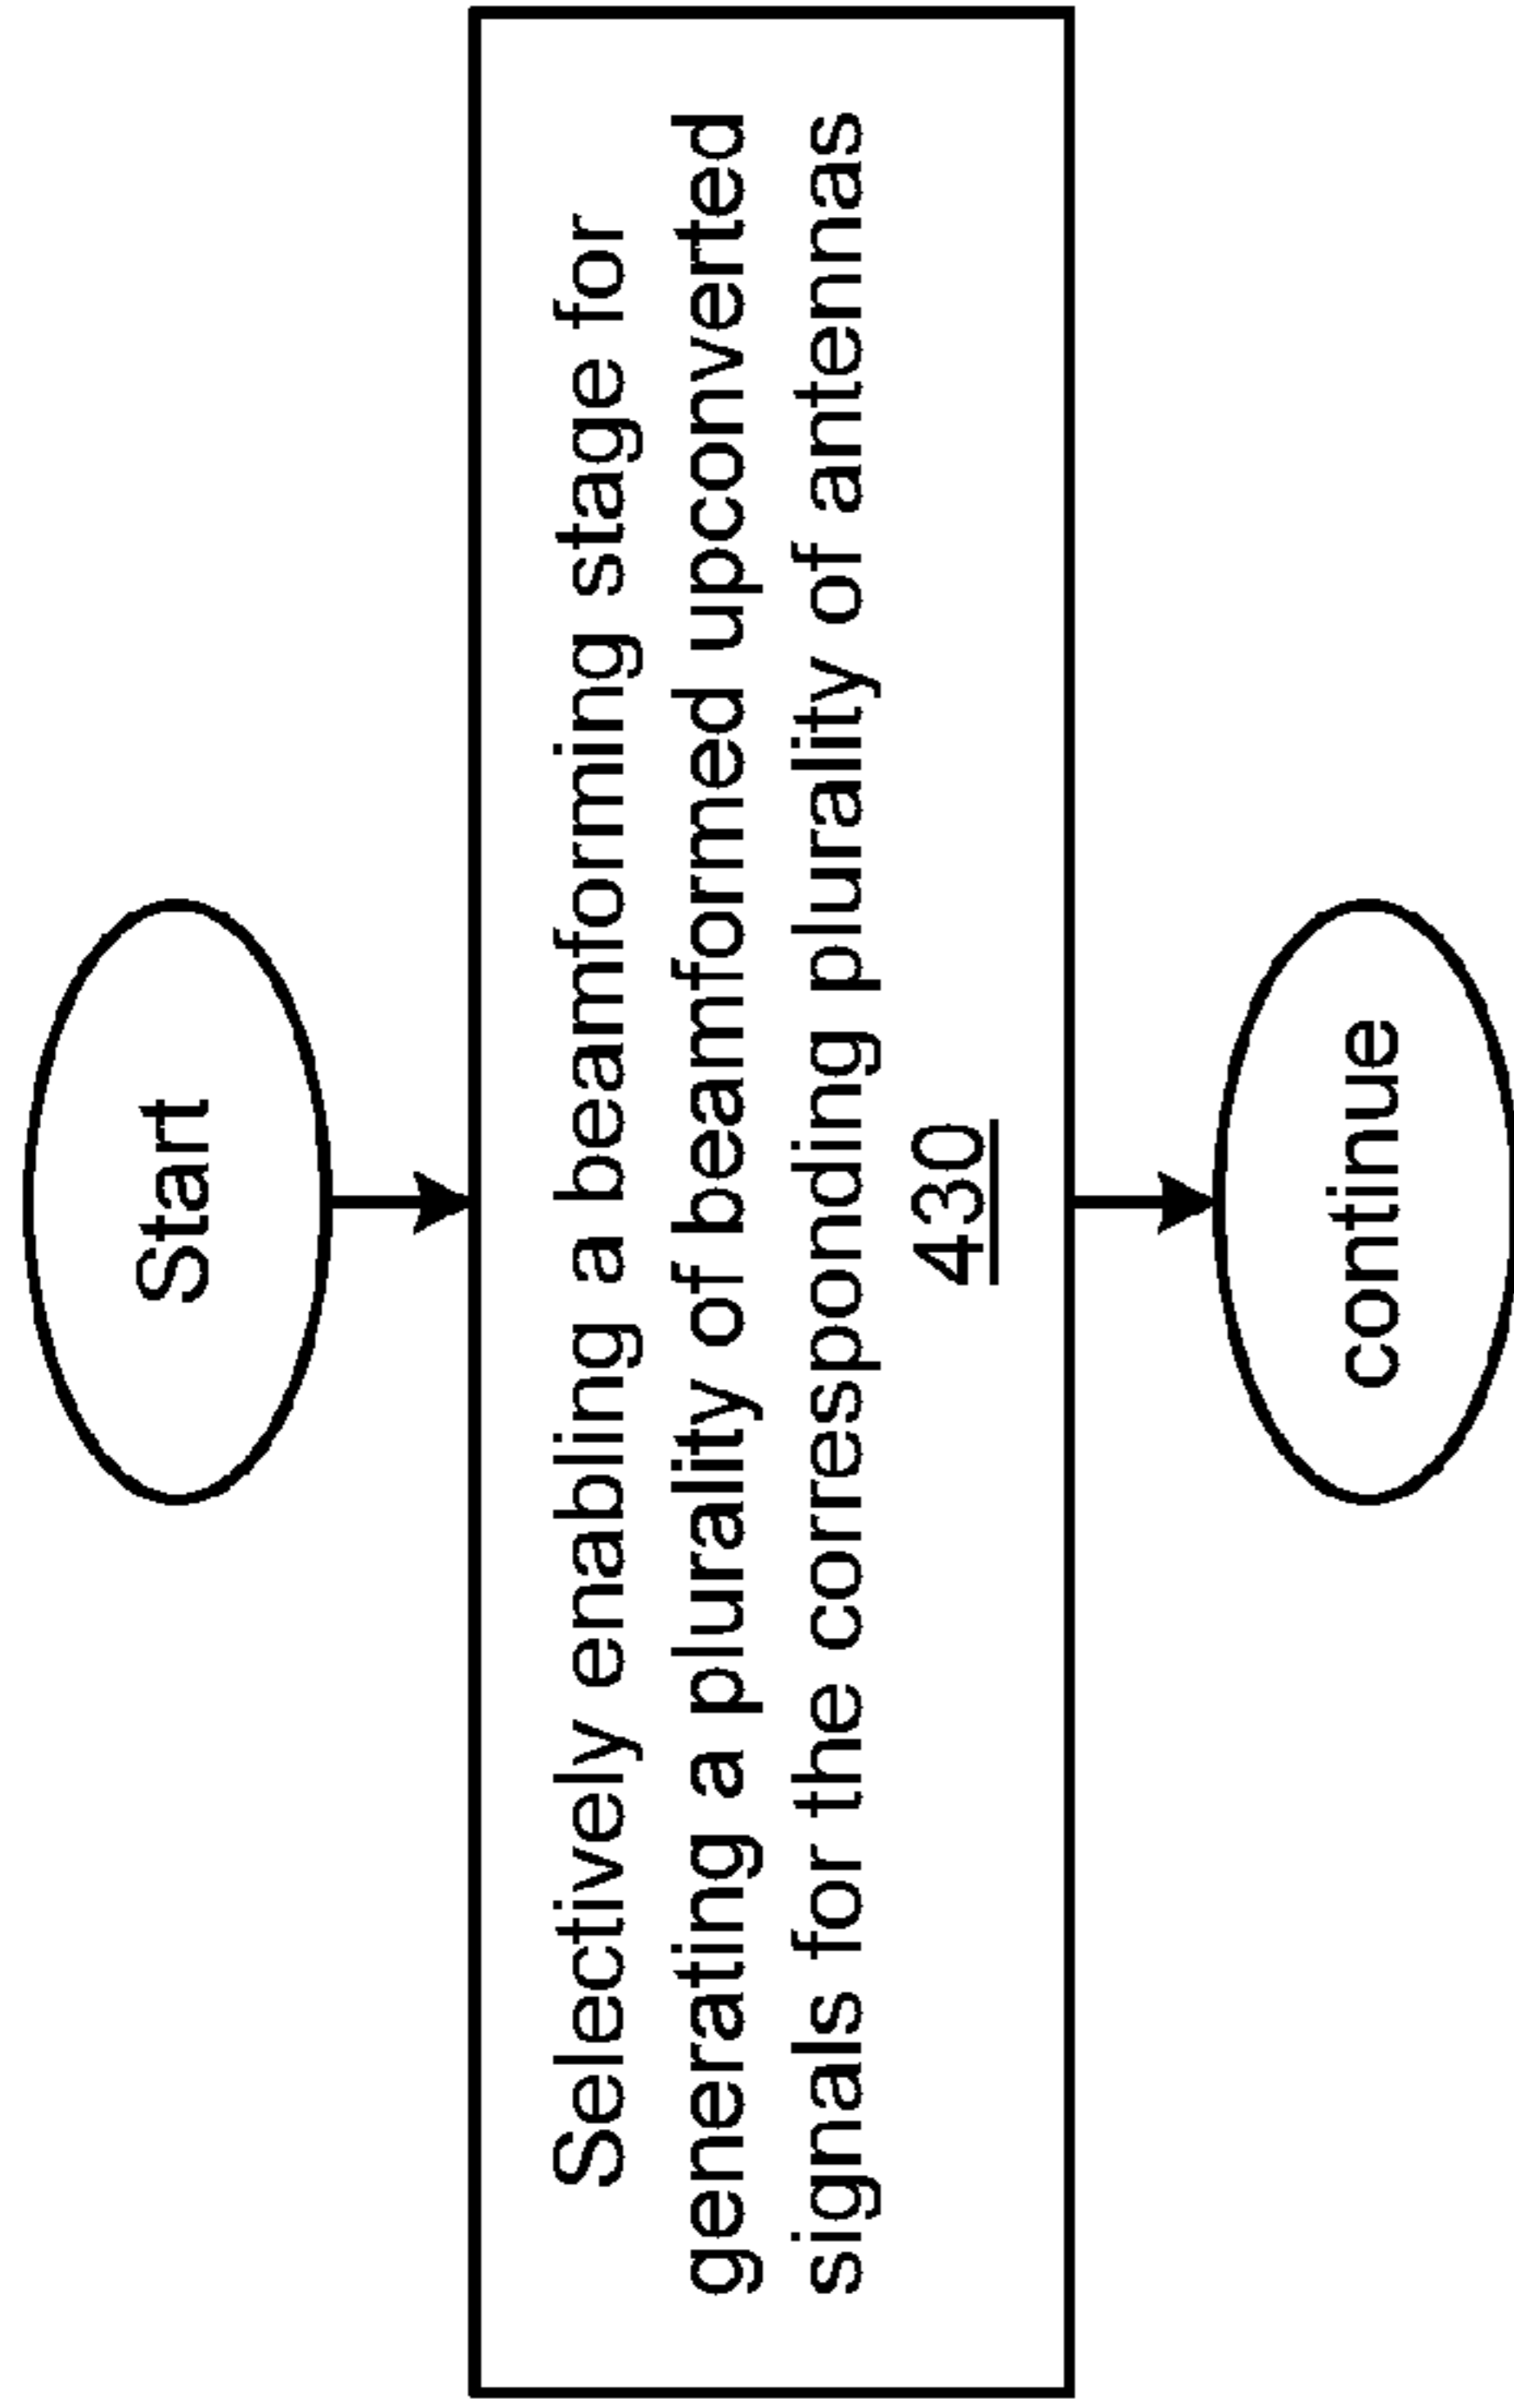 Start
Selectively enabling a beamforming stage for
generating a plurality of beamformed upconverted
signals for the corresponding plurality of antennas
430
continue